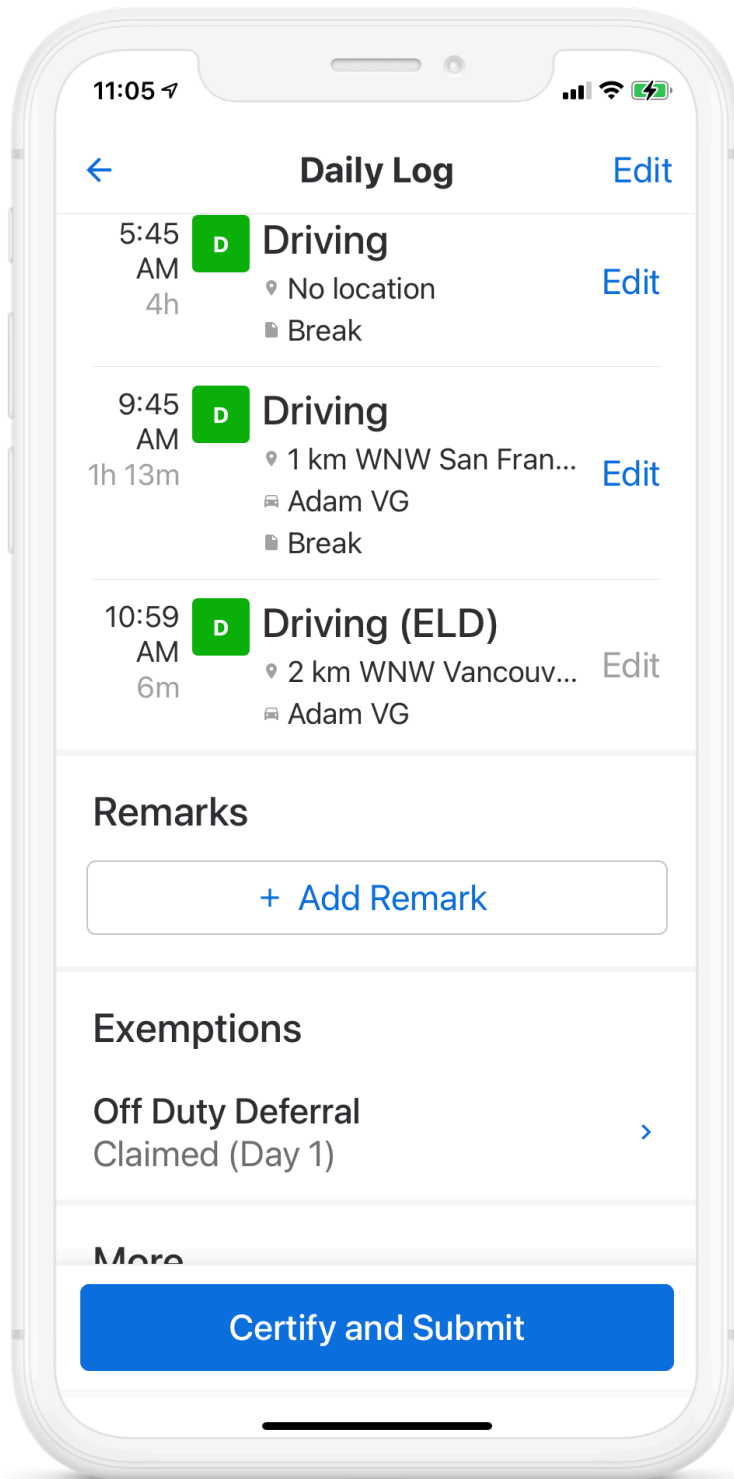 11:05
Daily Log
Edit
5:45 AM
4h
D
Driving
No location
Break
Edit
9:45 AM
1h 13m
D
Driving
1 km WNW San Fran...
Adam VG
Break
Edit
10:59 AM
6m
D
Driving (ELD)
2 km WNW Vancouv...
Adam VG
Edit
Remarks
+ Add Remark
Exemptions
Off Duty Deferral
Claimed (Day 1)
More
Certify and Submit